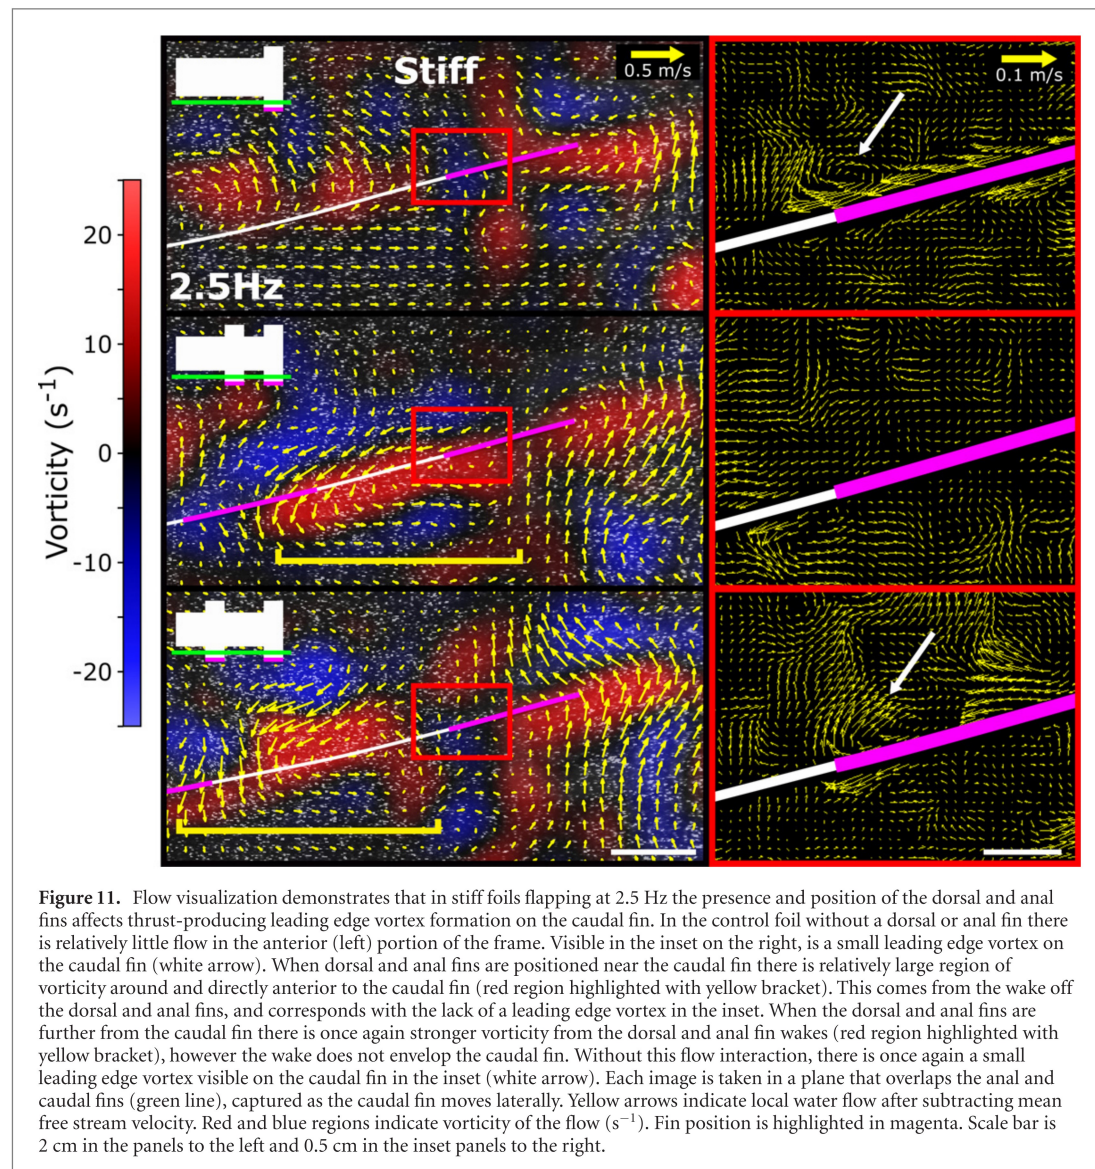 Stiff
0.5 m/s
0.1 m/s
2.5Hz
Vorticity (s⁻¹)
20
10
0
-10
-20
Figure 11. Flow visualization demonstrates that in stiff foils flapping at 2.5 Hz the presence and position of the dorsal and anal
fins affects thrust-producing leading edge vortex formation on the caudal fin. In the control foil without a dorsal or anal fin there
is relatively little flow in the anterior (left) portion of the frame. Visible in the inset on the right, is a small leading edge vortex on
the caudal fin (white arrow). When dorsal and anal fins are positioned near the caudal fin there is relatively large region of
vorticity around and directly anterior to the caudal fin (red region highlighted with yellow bracket). This comes from the wake off
the dorsal and anal fins, and corresponds with the lack of a leading edge vortex in the inset. When the dorsal and anal fins are
further from the caudal fin there is once again stronger vorticity from the dorsal and anal fin wakes (red region highlighted with
yellow bracket), however the wake does not envelop the caudal fin. Without this flow interaction, there is once again a small
leading edge vortex visible on the caudal fin in the inset (white arrow). Each image is taken in a plane that overlaps the anal and
caudal fins (green line), captured as the caudal fin moves laterally. Yellow arrows indicate local water flow after subtracting mean
free stream velocity. Red and blue regions indicate vorticity of the flow (s⁻¹). Fin position is highlighted in magenta. Scale bar is
2 cm in the panels to the left and 0.5 cm in the inset panels to the right.